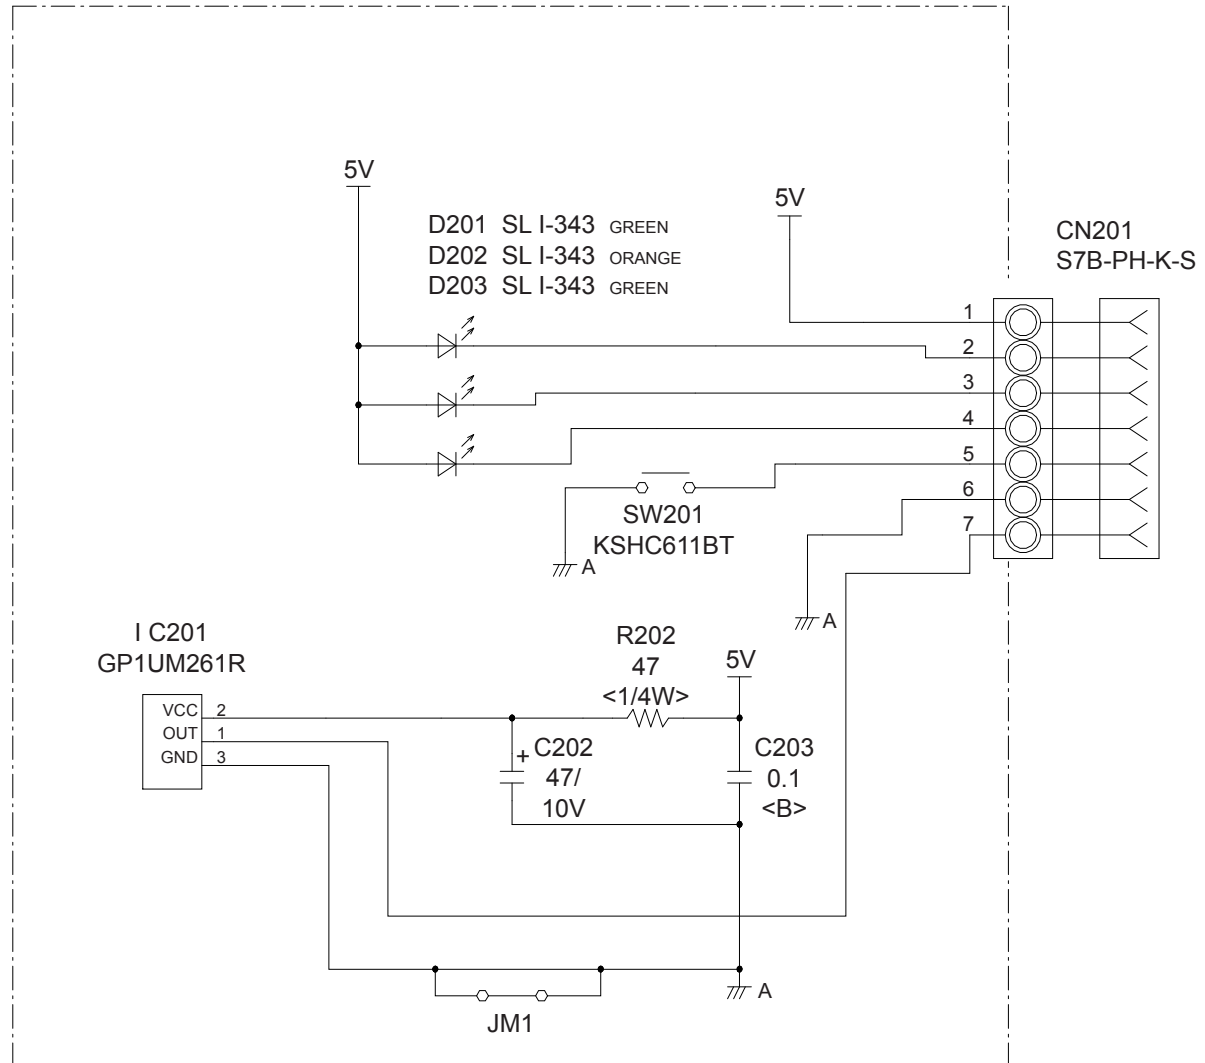 5V
D201 SL I-343 GREEN
D202 SL I-343 ORANGE
D203 SL I-343 GREEN
5V
CN201
S7B-PH-K-S
1
2
3
4
5
6
7
SW201
KSHC611BT
A
A
I C201
GP1UM261R
VCC 2
OUT 1
GND 3
R202
47
<1/4W>
5V
+ C202
47/
10V
C203
0.1
<B>
A
JM1